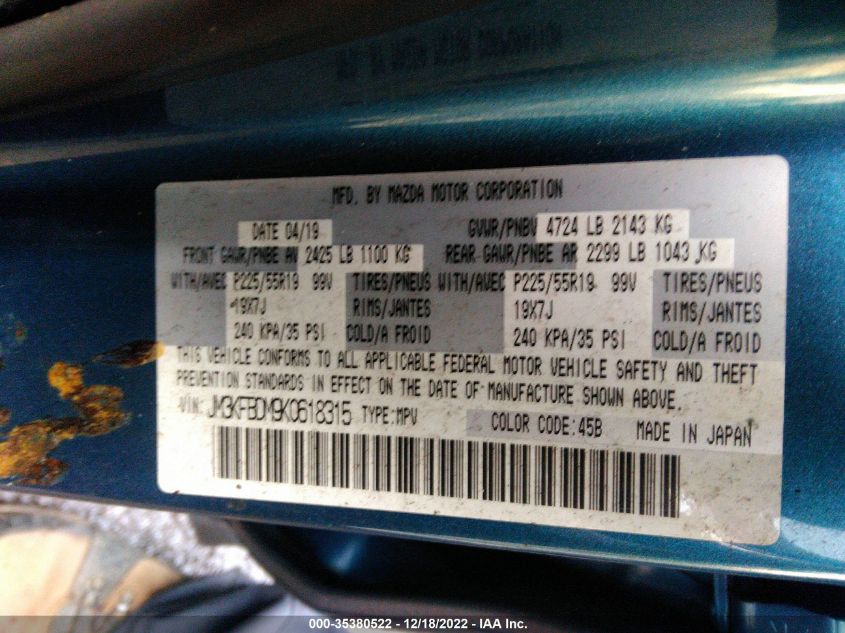 MFD. BY MAZDA MOTOR CORPORATION
DATE 04/19 GVWR/PNBV 4724 LB 2143 KG
FRONT GAWR/PNBE AV 2425 LB 1100 KG REAR GAWR/PNBE AR 2299 LB 1043 KG
WITH/AVEC P225/55R19 99V TIRES/PNEUS WITH/AVEC P225/55R19 99V TIRES/PNEUS
19X7J RIMS/JANTES 19X7J RIMS/JANTES
240 KPA/35 PSI COLD/A FROID 240 KPA/35 PSI COLD/A FROID
THIS VEHICLE CONFORMS TO ALL APPLICABLE FEDERAL MOTOR VEHICLE SAFETY AND THEFT
PREVENTION STANDARDS IN EFFECT ON THE DATE OF MANUFACTURE SHOWN ABOVE.
VIN: JM3KFBDM9K0618315 TYPE:MPV COLOR CODE:45B MADE IN JAPAN
000-35380522 - 12/18/2022 - IAA Inc.